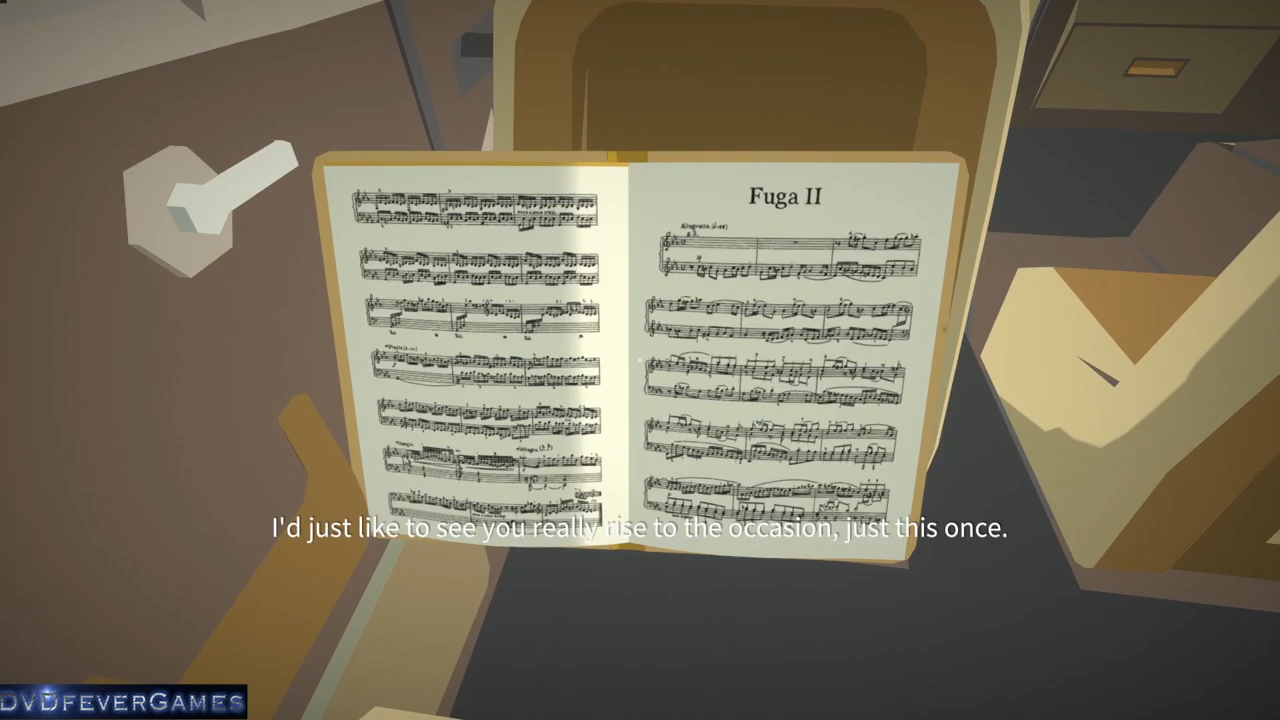 Fuga II
I'd just like to see you really rise to the occasion, just this once.
DVDFEVERGAMES